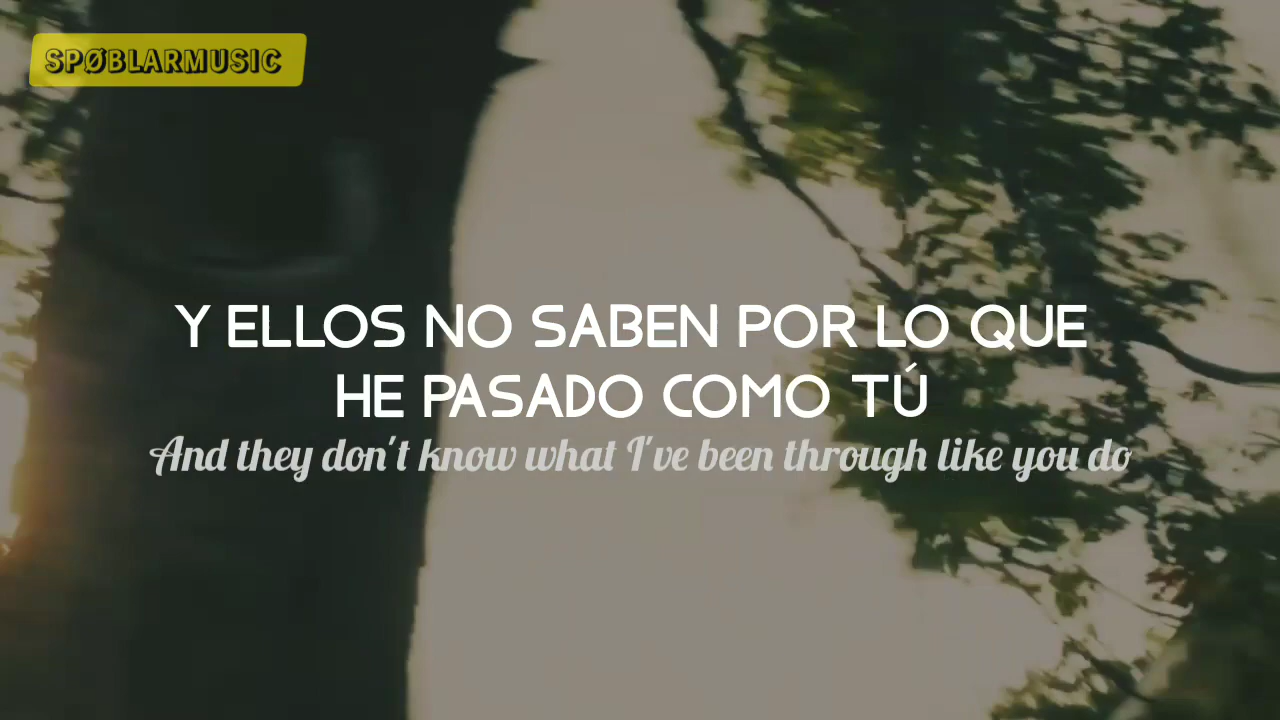 SPØBLARMUSIC
Y ELLOS NO SABEN POR LO QUE
HE PASADO COMO TÚ
And they don't know what I've been through like you do